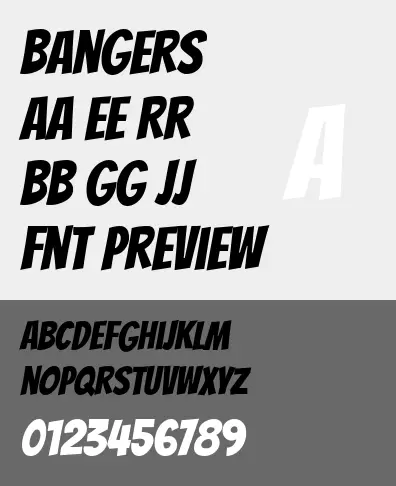 BANGERS
AA EE RR
BB GG JJ
A
FNT PREVIEW
ABCDEFGHIJKLM
NOPQRSTUVWXYZ
0123456789